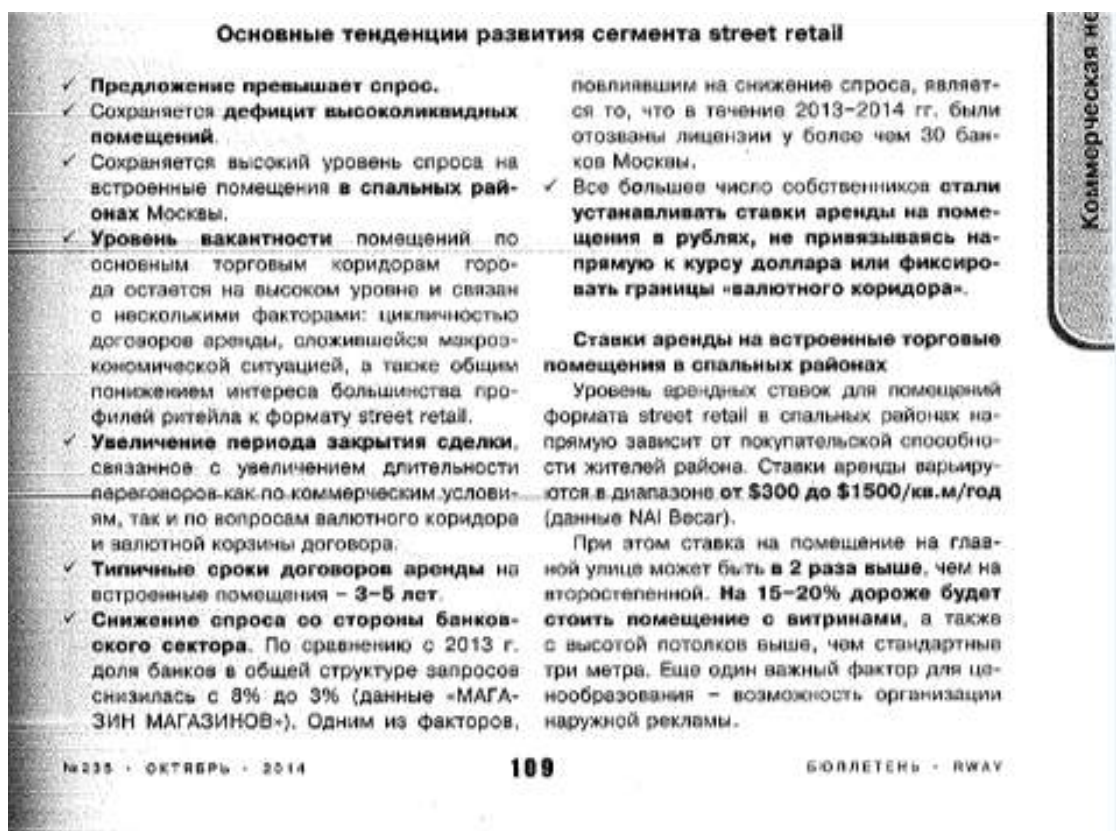 Основные тенденции развития сегмента street retail
✓ Предложение превышает спрос.
✓ Сохраняется дефицит высоколиквидных
помещений.
✓ Сохраняется высокий уровень спроса на
встроенные помещения в спальных рай-
онах Москвы.
✓ Уровень вакантности помещений по
основным торговым коридорам горо-
да остается на высоком уровне и связан
с несколькими факторами: цикличностью
договоров аренды, сложившейся макроэ-
кономической ситуацией, а также общим
понижением интереса большинства про-
филей ритейла к формату street retail.
✓ Увеличение периода закрытия сделки,
связанное с увеличением длительности
переговоров как по коммерческим услови-
ям, так и по вопросам валютного коридора
и валютной корзины договора.
✓ Типичные сроки договоров аренды на
встроенные помещения – 3–5 лет.
✓ Снижение спроса со стороны банков-
ского сектора. По сравнению с 2013 г.
доля банков в общей структуре запросов
снизилась с 8% до 3% (данные «МАГА-
ЗИН МАГАЗИНОВ»). Одним из факторов,
повлиявшим на снижение спроса, являет-
ся то, что в течение 2013–2014 гг. были
отозваны лицензии у более чем 30 бан-
ков Москвы.
✓ Все большее число собственников стали
устанавливать ставки аренды на поме-
щения в рублях, не привязываясь на-
прямую к курсу доллара или фиксиро-
вать границы «валютного коридора».
Ставки аренды на встроенные торговые
помещения в спальных районах
Уровень арендных ставок для помещений
формата street retail в спальных районах на-
прямую зависит от покупательской способно-
сти жителей района. Ставки аренды варьиру-
ются в диапазоне от $300 до $1500/кв.м/год
(данные NAI Becar).
При этом ставка на помещение на глав-
ной улице может быть в 2 раза выше, чем на
второстепенной. На 15–20% дороже будет
стоить помещение с витринами, а также
с высотой потолков выше, чем стандартные
три метра. Еще один важный фактор для це-
нообразования – возможность организации
наружной рекламы.
Коммерческая не
№235 · ОКТЯБРЬ · 2014
109
БЮЛЛЕТЕНЬ · RWAY